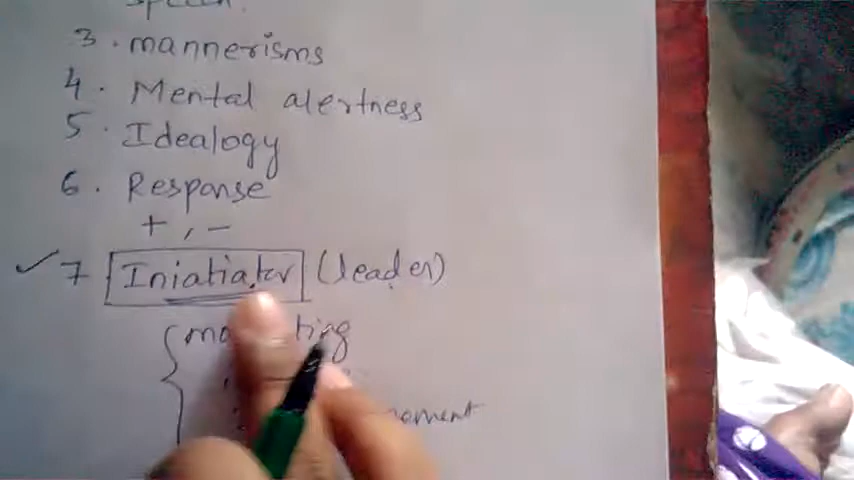 3. mannerisms
4. Mental alertness
5. Idealogy
6. Response
+, -
7 Iniatiator (leader)